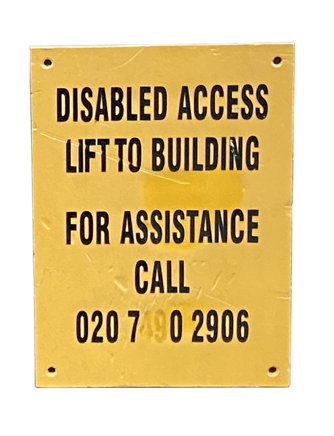 DISABLED ACCESS
LIFT TO BUILDING
FOR ASSISTANCE
CALL
020 7490 2906